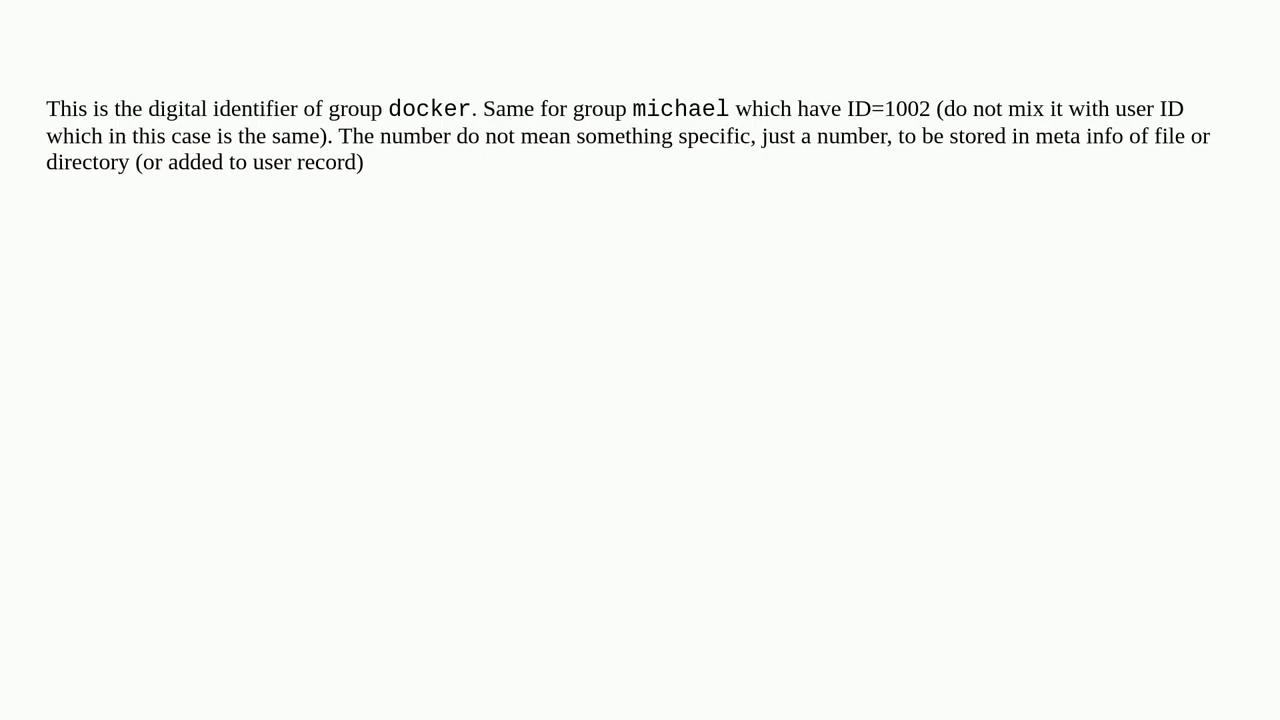 This is the digital identifier of group docker. Same for group michael which have ID=1002 (do not mix it with user ID
which in this case is the same). The number do not mean something specific, just a number, to be stored in meta info of file or
directory (or added to user record)